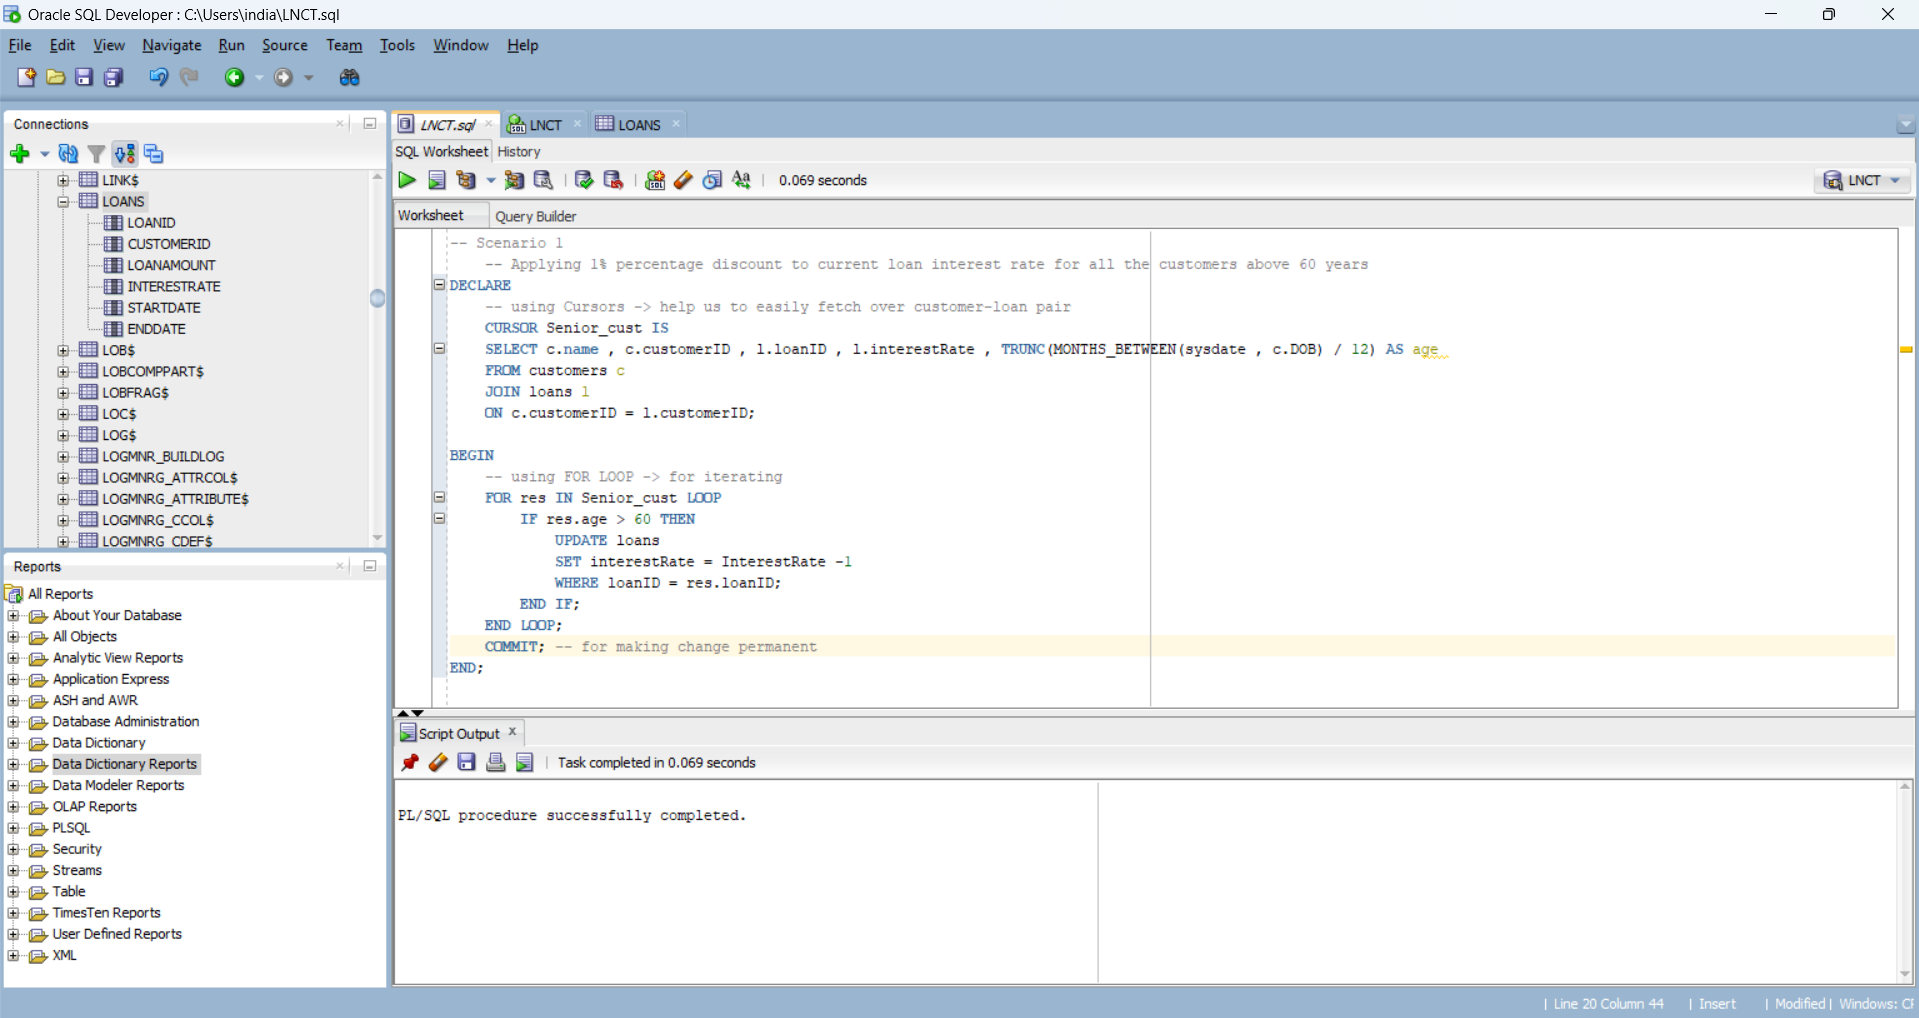 Oracle SQL Developer : C:\Users\india\LNCT.sql
File Edit View Navigate Run Source Team Tools Window Help
Connections
LINK$
LOANS
LOANID
CUSTOMERID
LOANAMOUNT
INTERESTRATE
STARTDATE
ENDDATE
LOB$
LOBCOMPPART$
LOBFRAG$
LOC$
LOG$
LOGMNR_BUILDLOG
LOGMNRG_ATTRCOL$
LOGMNRG_ATTRIBUTE$
LOGMNRG_CCOL$
LOGMNRG_CDEF$
Reports
All Reports
About Your Database
All Objects
Analytic View Reports
Application Express
ASH and AWR
Database Administration
Data Dictionary
Data Dictionary Reports
Data Modeler Reports
OLAP Reports
PLSQL
Security
Streams
Table
TimesTen Reports
User Defined Reports
XML
LNCT.sql LNCT LOANS
SQL Worksheet History
0.069 seconds LNCT
Worksheet Query Builder
-- Scenario 1
-- Applying 1% percentage discount to current loan interest rate for all the customers above 60 years
DECLARE
-- using Cursors -> help us to easily fetch over customer-loan pair
CURSOR Senior_cust IS
SELECT c.name , c.customerID , l.loanID , l.interestRate , TRUNC(MONTHS_BETWEEN(sysdate , c.DOB) / 12) AS age
FROM customers c
JOIN loans l
ON c.customerID = l.customerID;
BEGIN
-- using FOR LOOP -> for iterating
FOR res IN Senior_cust LOOP
IF res.age > 60 THEN
UPDATE loans
SET interestRate = InterestRate -1
WHERE loanID = res.loanID;
END IF;
END LOOP;
COMMIT; -- for making change permanent
END;
Script Output
Task completed in 0.069 seconds
PL/SQL procedure successfully completed.
Line 20 Column 44 | Insert | Modified | Windows: